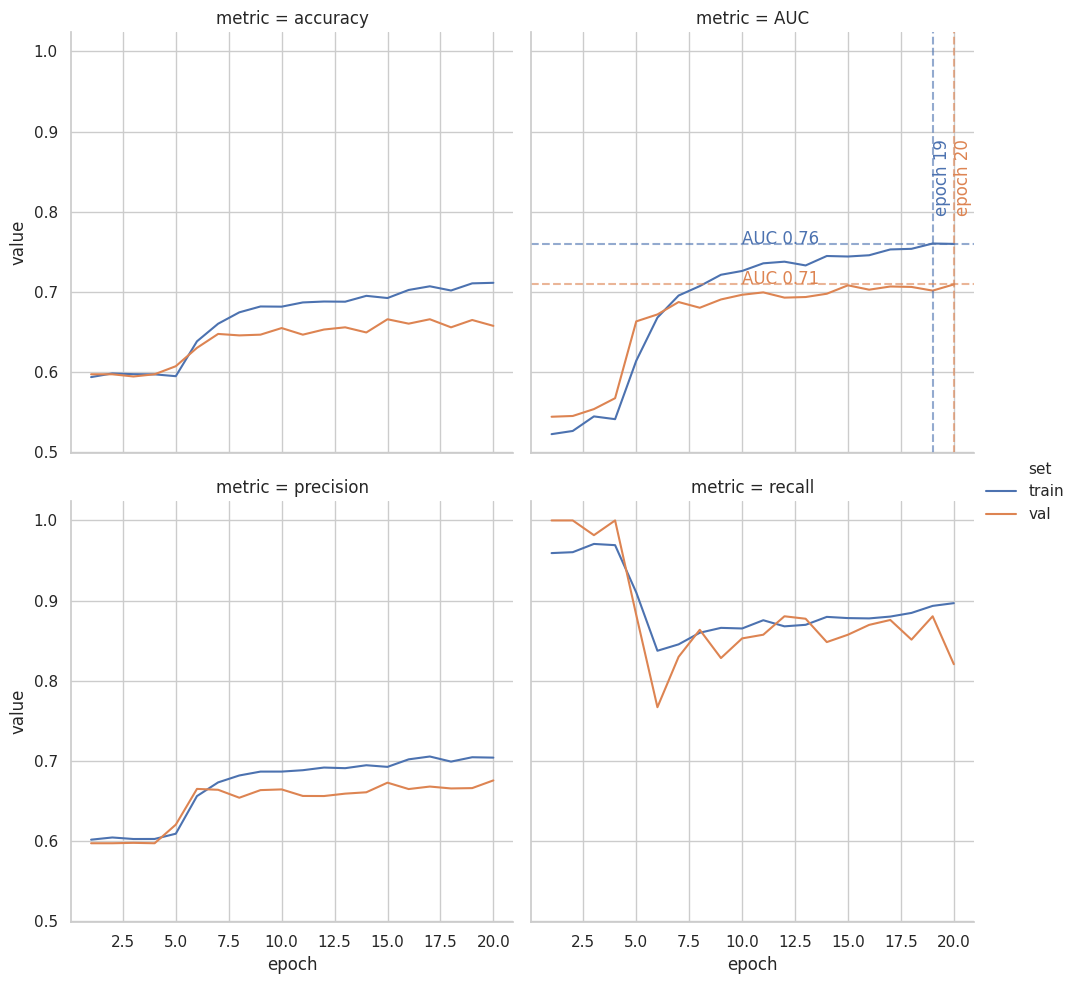 metric = accuracy
metric = AUC
1.0
0.9
0.8
0.7
0.6
0.5
value
epoch 19
epoch 20
AUC 0.76
AUC 0.71
set
train
val
metric = precision
metric = recall
1.0
0.9
0.8
0.7
0.6
0.5
value
2.5 5.0 7.5 10.0 12.5 15.0 17.5 20.0
2.5 5.0 7.5 10.0 12.5 15.0 17.5 20.0
epoch
epoch